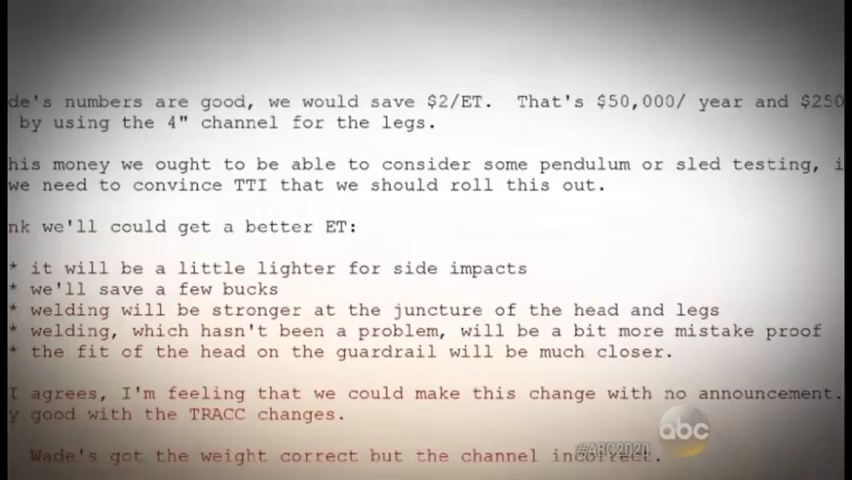 de's numbers are good, we would save $2/ET. That's $50,000/ year and $250
by using the 4" channel for the legs.
his money we ought to be able to consider some pendulum or sled testing, i
we need to convince TTI that we should roll this out.
nk we'll could get a better ET:
* it will be a little lighter for side impacts
* we'll save a few bucks
* welding will be stronger at the juncture of the head and legs
* welding, which hasn't been a problem, will be a bit more mistake proof
* the fit of the head on the guardrail will be much closer.
I agrees, I'm feeling that we could make this change with no announcement.
y good with the TRACC changes.
abc
#ABC2020
Wade's got the weight correct but the channel incorrect.